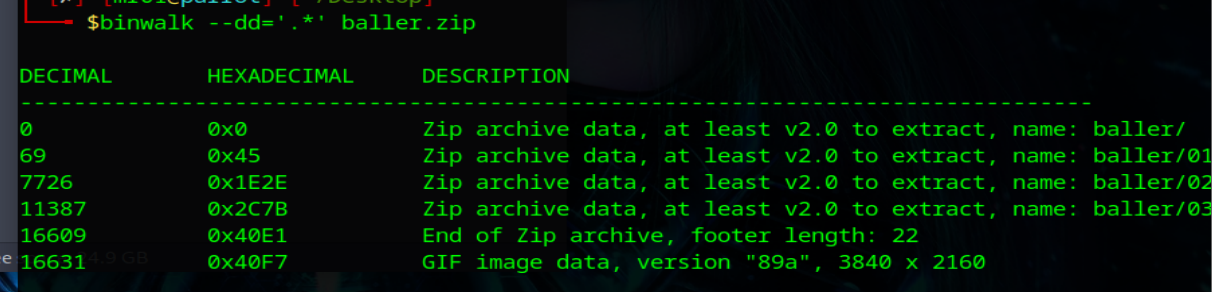 $binwalk --dd='.*' baller.zip
DECIMAL HEXADECIMAL DESCRIPTION
--------------------------------------------------------------------------------
0 0x0 Zip archive data, at least v2.0 to extract, name: baller/
69 0x45 Zip archive data, at least v2.0 to extract, name: baller/01
7726 0x1E2E Zip archive data, at least v2.0 to extract, name: baller/02
11387 0x2C7B Zip archive data, at least v2.0 to extract, name: baller/03
16609 0x40E1 End of Zip archive, footer length: 22
16631 0x40F7 GIF image data, version "89a", 3840 x 2160